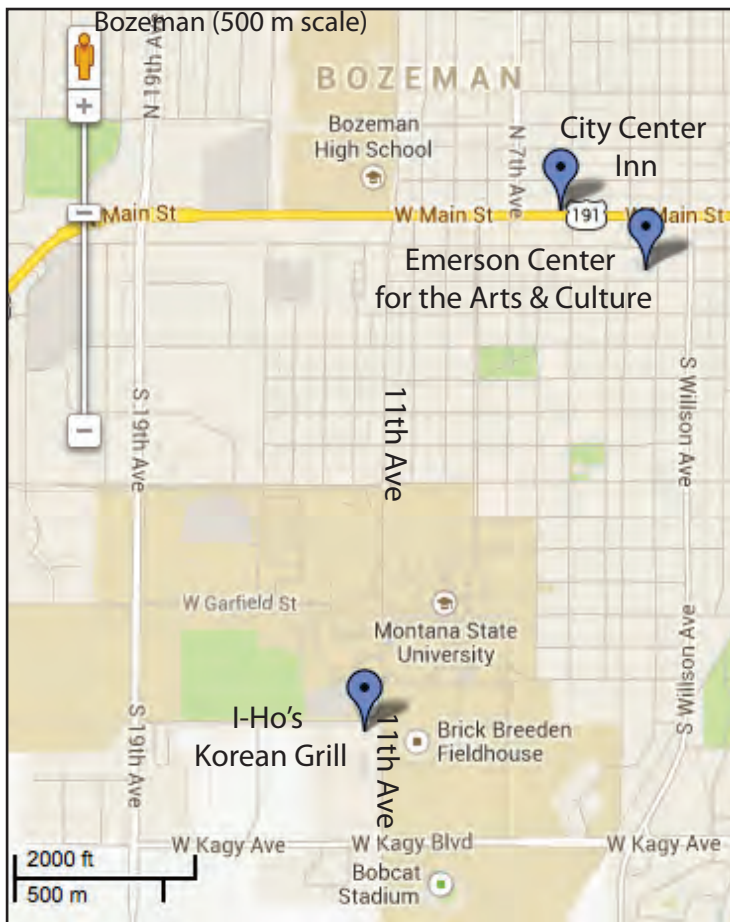 Bozeman (500 m scale)
N 19th Ave
BOZEMAN
Bozeman
High School
N 7th Ave
City Center
Inn
Main St
W Main St
191
W Main St
Emerson Center
for the Arts & Culture
S 19th Ave
11th Ave
S Willson Ave
W Garfield St
Montana State
University
S Willson Ave
S 19th Ave
I-Ho's
Korean Grill
11th Ave
Brick Breeden
Fieldhouse
W Kagy Ave
W Kagy Blvd
W Kagy Ave
2000 ft
500 m
Bobcat
Stadium